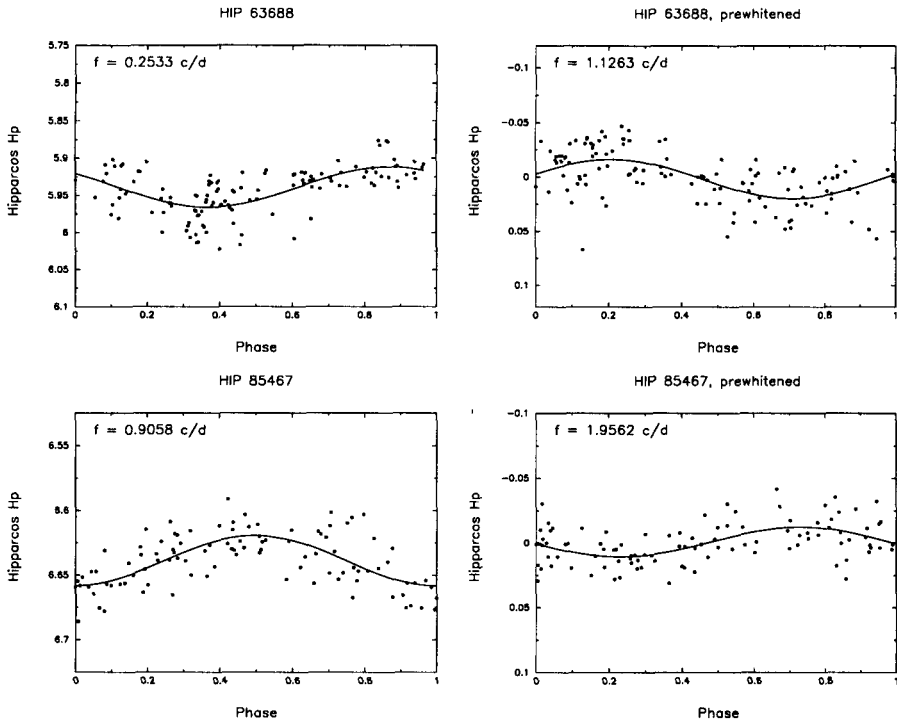 HIP 63688
f = 0.2533 c/d
Hipparcos Hp
5.75
5.8
5.85
5.9
5.95
6
6.05
6.1
0
0.2
0.4
0.6
0.8
1
Phase
HIP 63688, prewhitened
f = 1.1263 c/d
Hipparcos Hp
-0.1
-0.05
0
0.05
0.1
0
0.2
0.4
0.6
0.8
1
Phase
HIP 85467
f = 0.9058 c/d
Hipparcos Hp
6.55
6.6
6.65
6.7
0
0.2
0.4
0.6
0.8
1
Phase
HIP 85467, prewhitened
f = 1.9562 c/d
Hipparcos Hp
-0.1
-0.05
0
0.05
0.1
0
0.2
0.4
0.6
0.8
1
Phase